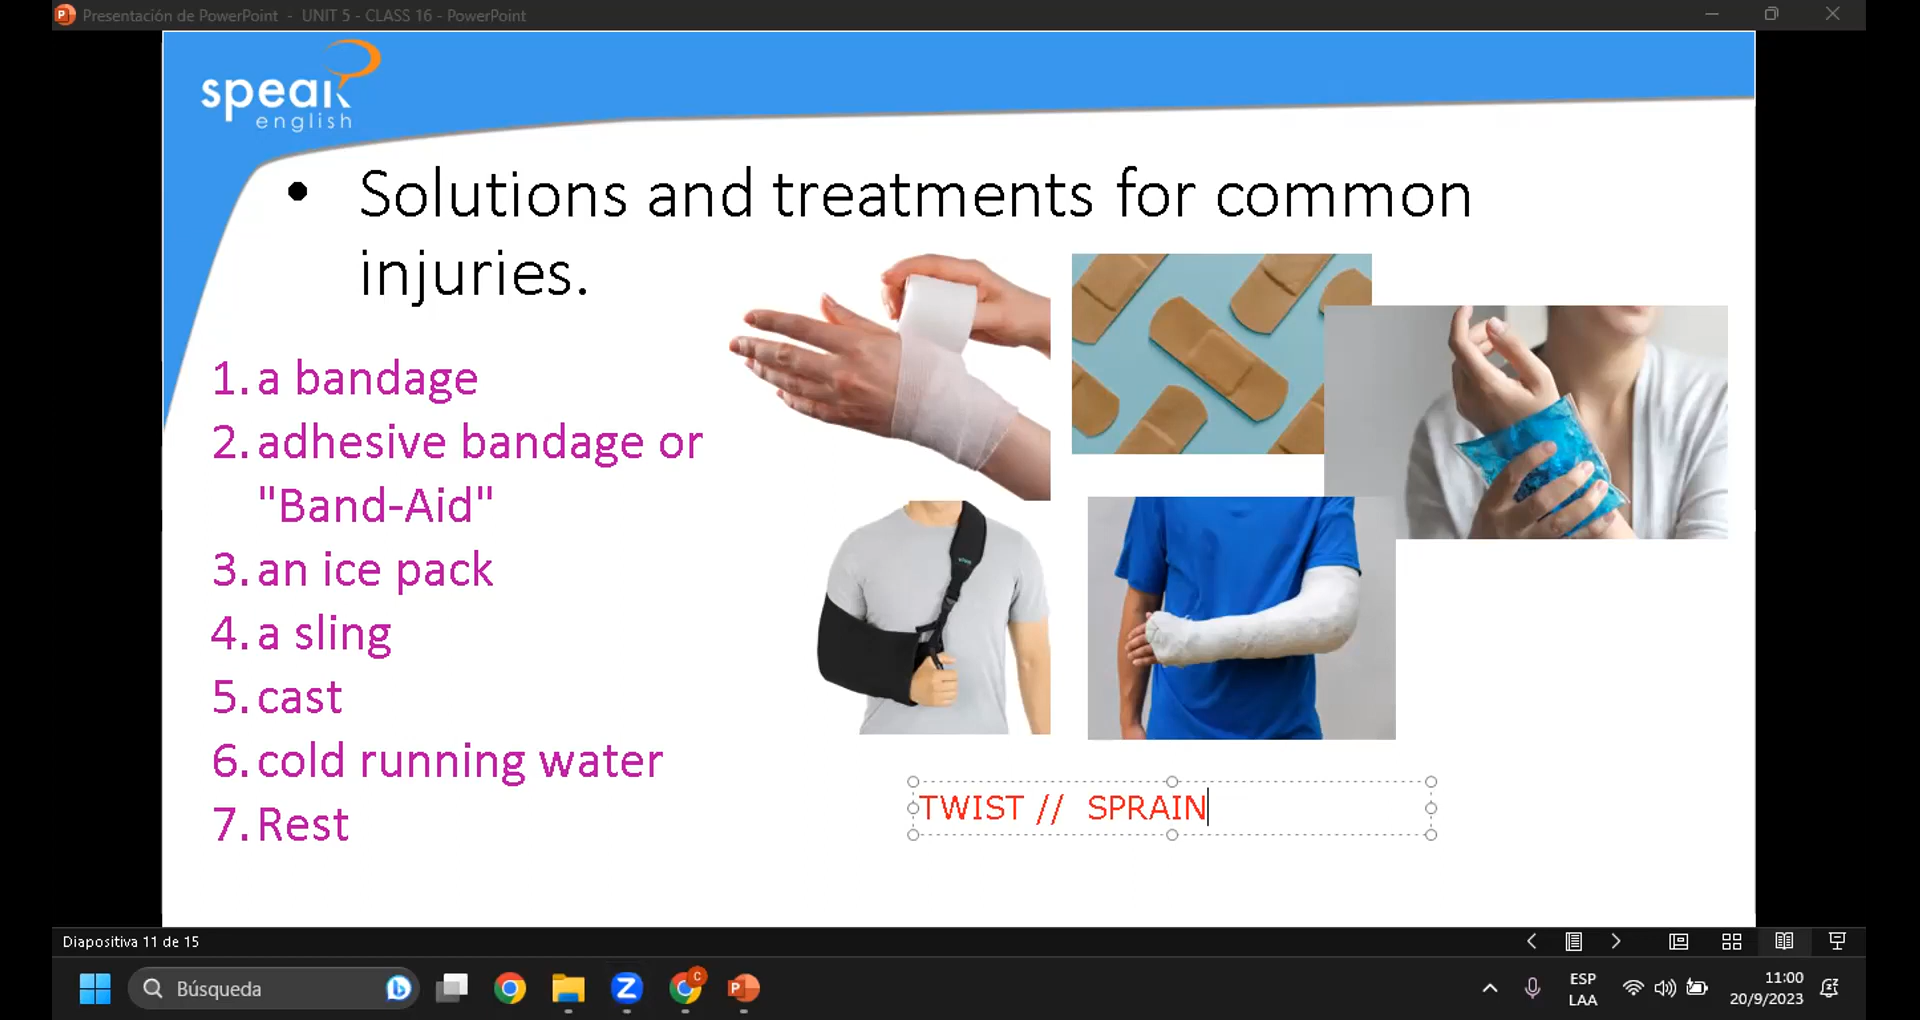 Presentación de PowerPoint - UNIT 5 - CLASS 16 - PowerPoint
speak
english
• Solutions and treatments for common
injuries.
1. a bandage
2. adhesive bandage or
"Band-Aid"
3. an ice pack
4. a sling
5. cast
6. cold running water
7. Rest
TWIST // SPRAIN
Diapositiva 11 de 15
Búsqueda
ESP
LAA
11:00
20/9/2023